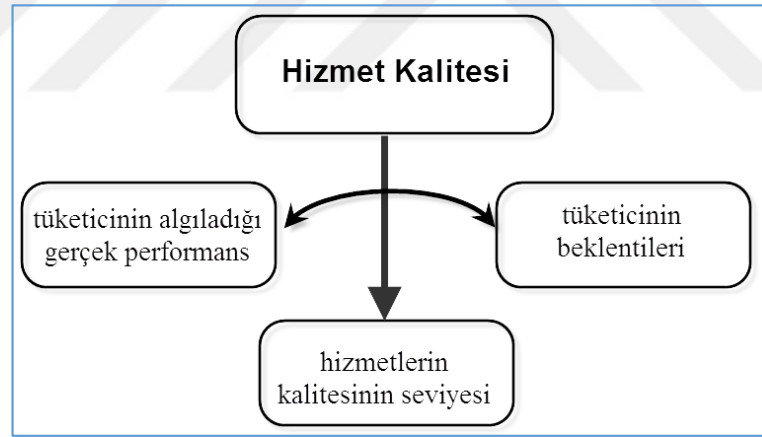 Hizmet Kalitesi
tüketicinin algıladığı
gerçek performans
tüketicinin
beklentileri
hizmetlerin
kalitesinin seviyesi